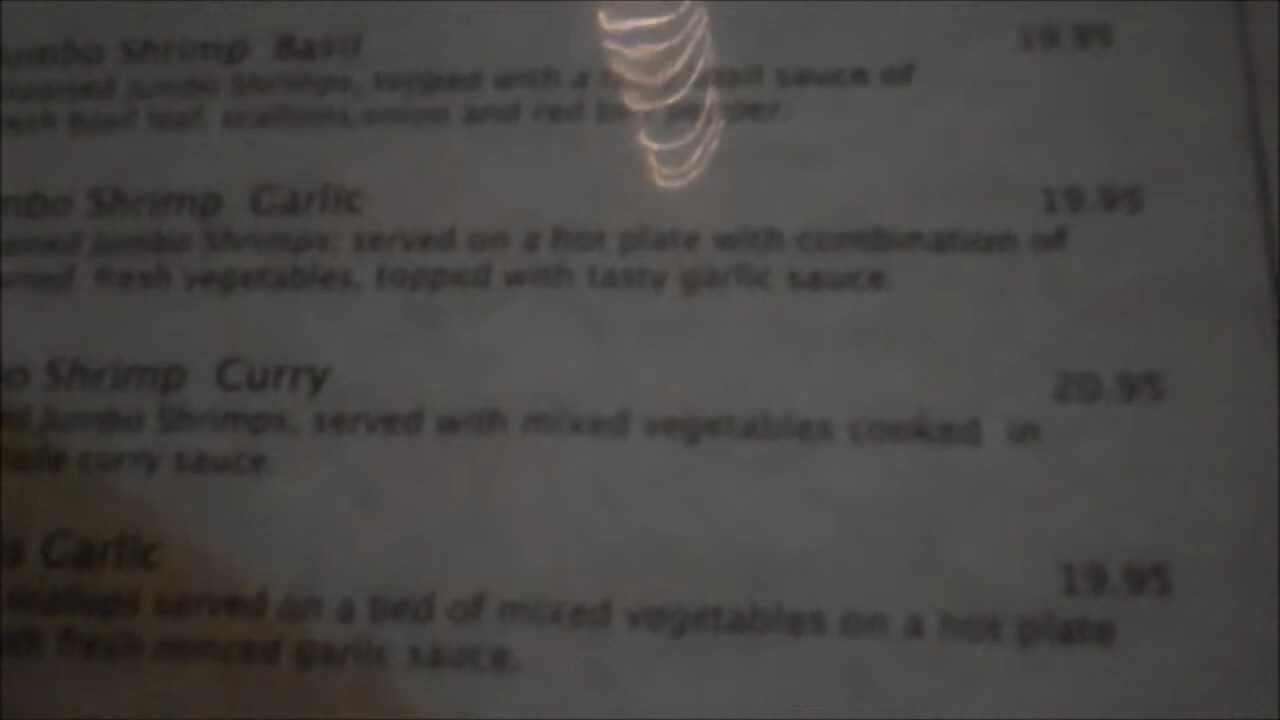 Jumbo Shrimp Basil 19.95
Jumbo Shrimps, topped with a sauce of
basil leaf, scallions, onion and red bell pepper.
Shrimp Garlic 19.95
Jumbo Shrimps, served on a hot plate with combination of
fresh vegetables, topped with tasty garlic sauce.
Shrimp Curry 20.95
Jumbo Shrimps, served with mixed vegetables cooked in
curry sauce.
Garlic 19.95
served on a bed of mixed vegetables on a hot plate
fresh minced garlic sauce.